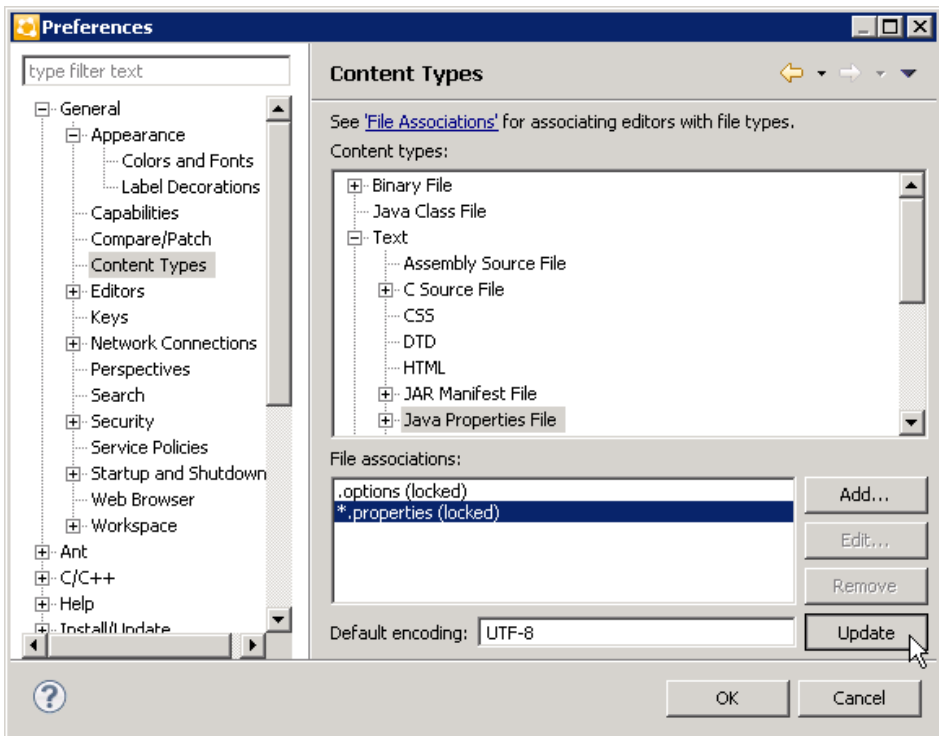 Preferences
type filter text
General
Appearance
Colors and Fonts
Label Decorations
Capabilities
Compare/Patch
Content Types
Editors
Keys
Network Connections
Perspectives
Search
Security
Service Policies
Startup and Shutdown
Web Browser
Workspace
Ant
C/C++
Help
Install/Update
Content Types
See 'File Associations' for associating editors with file types.
Content types:
Binary File
Java Class File
Text
Assembly Source File
C Source File
CSS
DTD
HTML
JAR Manifest File
Java Properties File
File associations:
.options (locked)
*.properties (locked)
Add...
Edit...
Remove
Default encoding: UTF-8
Update
?
OK
Cancel